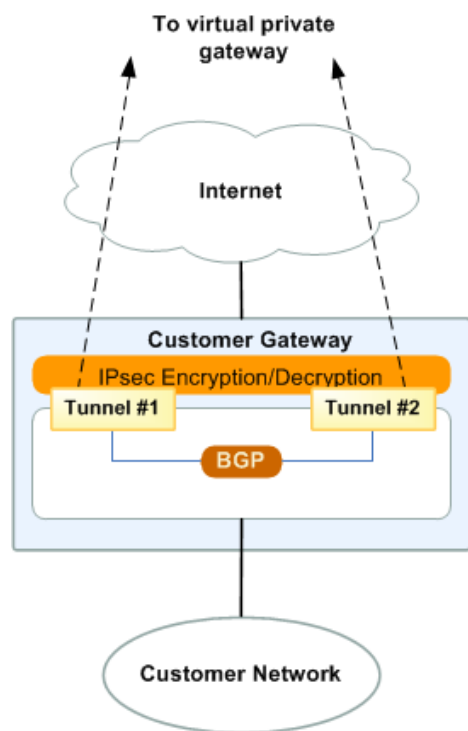 To virtual private
gateway
Internet
Customer Gateway
IPsec Encryption/Decryption
Tunnel #1
Tunnel #2
BGP
Customer Network